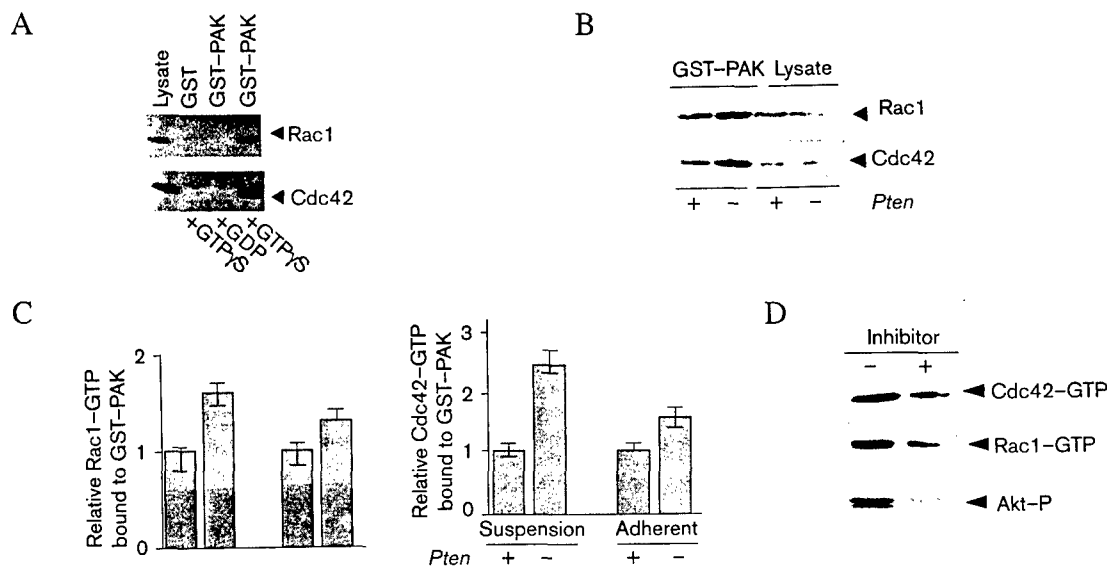 A
Lysate
GST
GST–PAK
GST–PAK
Rac1
Cdc42
+GTPγS
+GDP
+GTPγS
B
GST–PAK Lysate
Rac1
Cdc42
+ – + – Pten
C
Relative Rac1–GTP
bound to GST–PAK
2
1
0
Relative Cdc42–GTP
bound to GST–PAK
3
2
1
0
Suspension Adherent
Pten + – + –
D
Inhibitor
– +
Cdc42–GTP
Rac1–GTP
Akt–P